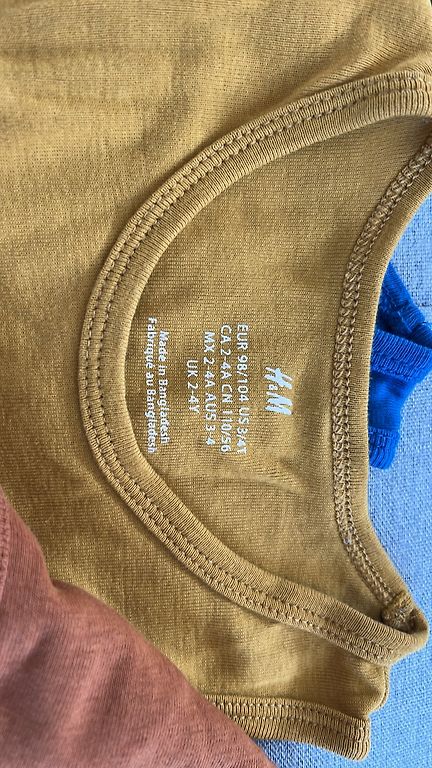 H&M
EUR 98/104 US 3/4T
CA 2-4A CN 110/56
MX 2-4A AUS 3-4
UK 2-4Y
Made in Bangladesh
Fabriqué au Bangladesh